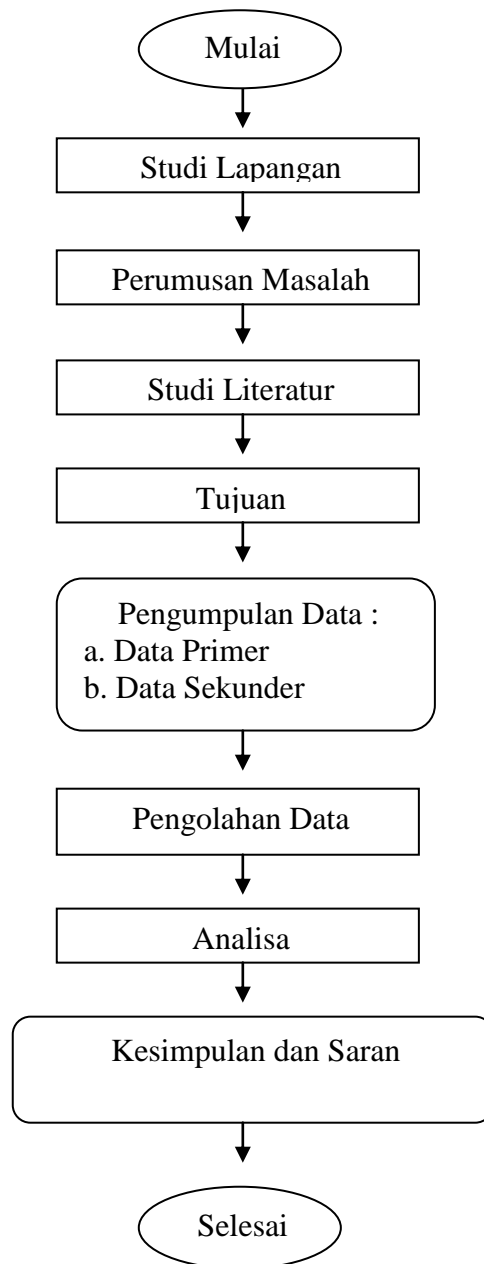 Mulai
Studi Lapangan
Perumusan Masalah
Studi Literatur
Tujuan
Pengumpulan Data :
a. Data Primer
b. Data Sekunder
Pengolahan Data
Analisa
Kesimpulan dan Saran
Selesai